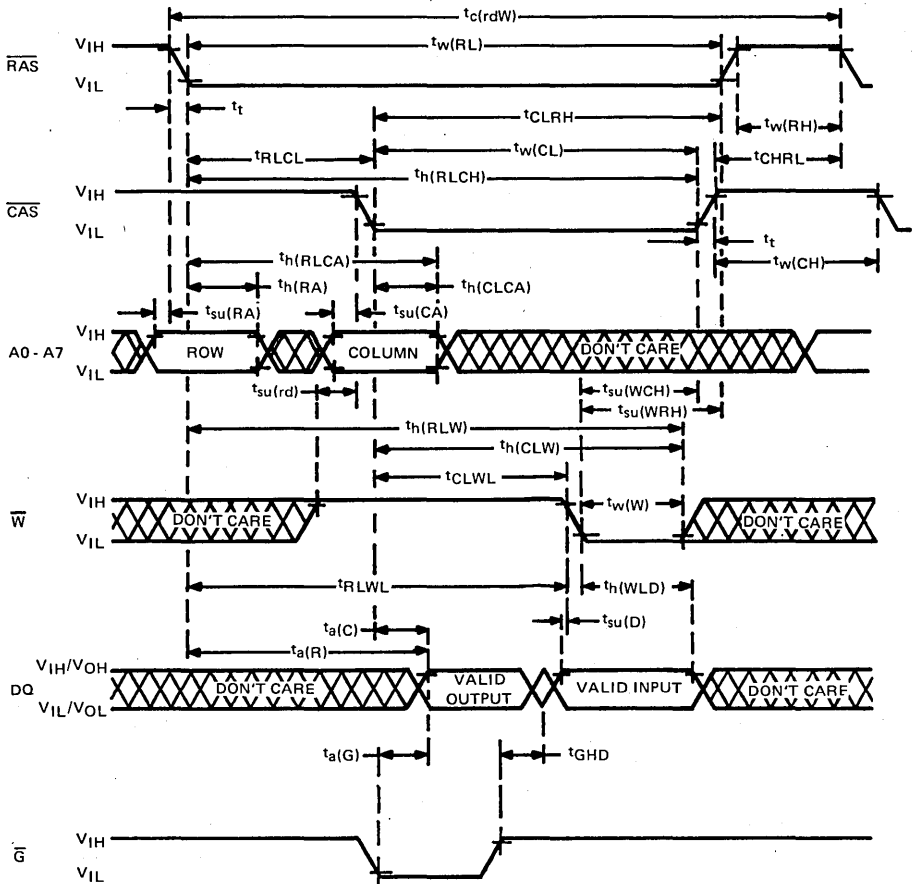 tc(rdW)
VIH
tw(RL)
RAS
VIL
tt
tCLRH
tw(RH)
tRLCL
tw(CL)
tCHRL
th(RLCH)
VIH
CAS
VIL
tt
th(RLCA)
tw(CH)
th(RA)
th(CLCA)
tsu(RA)
tsu(CA)
VIH
A0 - A7
ROW
COLUMN
DON'T CARE
VIL
tsu(rd)
tsu(WCH)
tsu(WRH)
th(RLW)
th(CLW)
tCLWL
VIH
tw(W)
W
DON'T CARE
DON'T CARE
VIL
tRLWL
th(WLD)
tsu(D)
ta(C)
ta(R)
VIH/VOH
DQ
DON'T CARE
VALID OUTPUT
VALID INPUT
DON'T CARE
VIL/VOL
ta(G)
tGHD
VIH
G
VIL